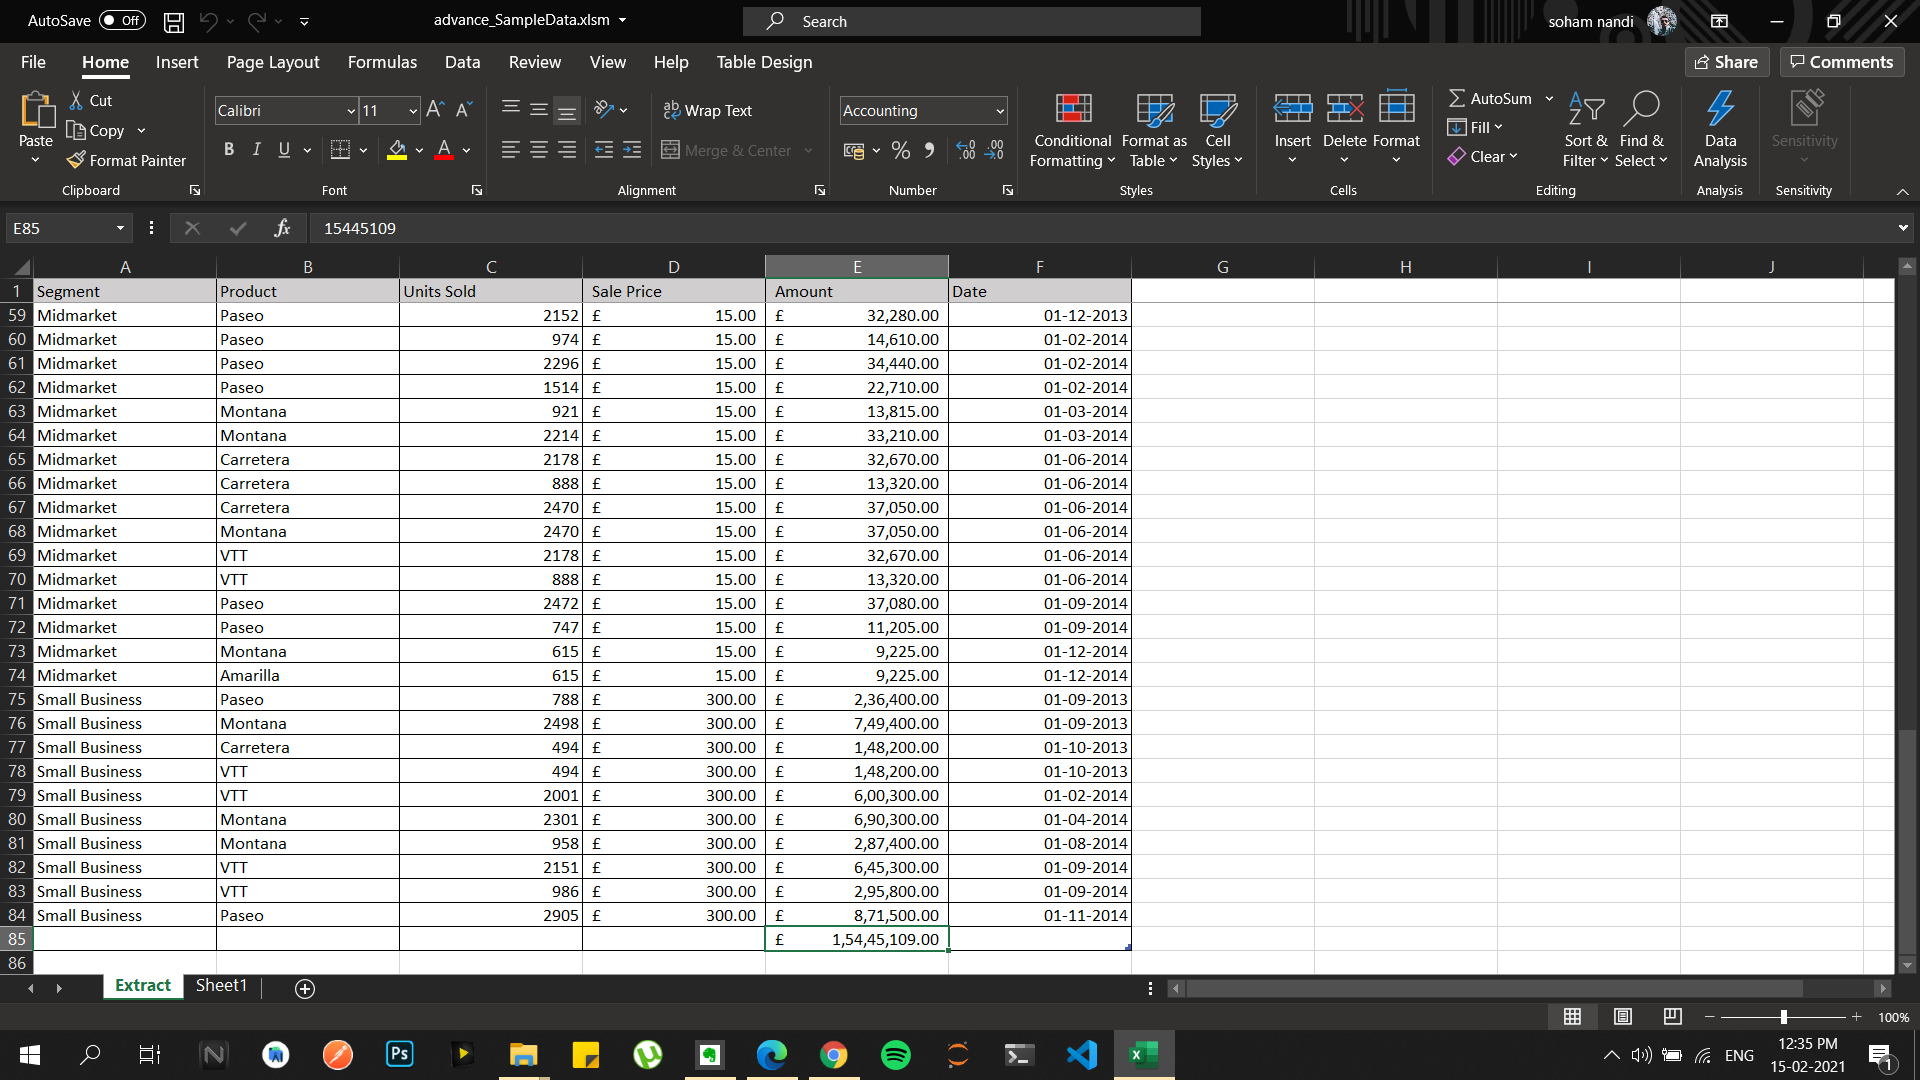 AutoSave Off advance_SampleData.xlsm Search soham nandi
File Home Insert Page Layout Formulas Data Review View Help Table Design Share Comments
Paste Cut Copy Format Painter Clipboard
Calibri 11 B I U A Font
Wrap Text Merge & Center Alignment
Accounting % Number
Conditional Formatting Format as Table Cell Styles Styles
Insert Delete Format Cells
AutoSum Fill Clear Sort & Filter Find & Select Editing
Data Analysis Analysis
Sensitivity Sensitivity
E85 fx 15445109
A B C D E F G H I J
1 Segment Product Units Sold Sale Price Amount Date
59 Midmarket Paseo 2152 £ 15.00 £ 32,280.00 01-12-2013
60 Midmarket Paseo 974 £ 15.00 £ 14,610.00 01-02-2014
61 Midmarket Paseo 2296 £ 15.00 £ 34,440.00 01-02-2014
62 Midmarket Paseo 1514 £ 15.00 £ 22,710.00 01-02-2014
63 Midmarket Montana 921 £ 15.00 £ 13,815.00 01-03-2014
64 Midmarket Montana 2214 £ 15.00 £ 33,210.00 01-03-2014
65 Midmarket Carretera 2178 £ 15.00 £ 32,670.00 01-06-2014
66 Midmarket Carretera 888 £ 15.00 £ 13,320.00 01-06-2014
67 Midmarket Carretera 2470 £ 15.00 £ 37,050.00 01-06-2014
68 Midmarket Montana 2470 £ 15.00 £ 37,050.00 01-06-2014
69 Midmarket VTT 2178 £ 15.00 £ 32,670.00 01-06-2014
70 Midmarket VTT 888 £ 15.00 £ 13,320.00 01-06-2014
71 Midmarket Paseo 2472 £ 15.00 £ 37,080.00 01-09-2014
72 Midmarket Paseo 747 £ 15.00 £ 11,205.00 01-09-2014
73 Midmarket Montana 615 £ 15.00 £ 9,225.00 01-12-2014
74 Midmarket Amarilla 615 £ 15.00 £ 9,225.00 01-12-2014
75 Small Business Paseo 788 £ 300.00 £ 2,36,400.00 01-09-2013
76 Small Business Montana 2498 £ 300.00 £ 7,49,400.00 01-09-2013
77 Small Business Carretera 494 £ 300.00 £ 1,48,200.00 01-10-2013
78 Small Business VTT 494 £ 300.00 £ 1,48,200.00 01-10-2013
79 Small Business VTT 2001 £ 300.00 £ 6,00,300.00 01-02-2014
80 Small Business Montana 2301 £ 300.00 £ 6,90,300.00 01-04-2014
81 Small Business Montana 958 £ 300.00 £ 2,87,400.00 01-08-2014
82 Small Business VTT 2151 £ 300.00 £ 6,45,300.00 01-09-2014
83 Small Business VTT 986 £ 300.00 £ 2,95,800.00 01-09-2014
84 Small Business Paseo 2905 £ 300.00 £ 8,71,500.00 01-11-2014
85 £ 1,54,45,109.00
86
Extract Sheet1
100%
Ps ENG 12:35 PM
15-02-2021 1